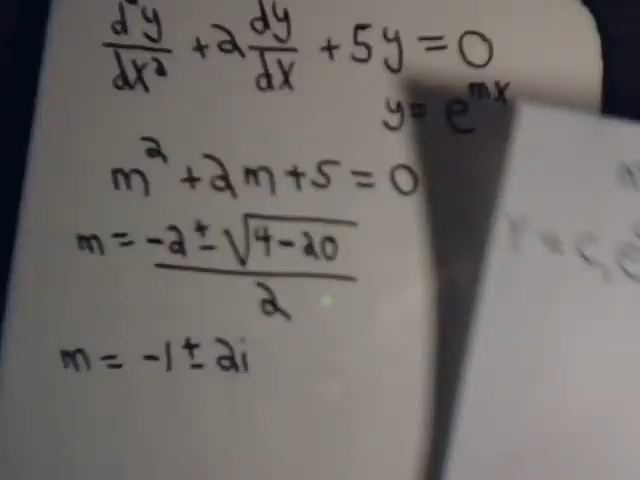 d²y/dx² + 2 dy/dx + 5y = 0
y = e^mx
m² + 2m + 5 = 0
m = (-2 ± √(4 - 20))/2
m = -1 ± 2i